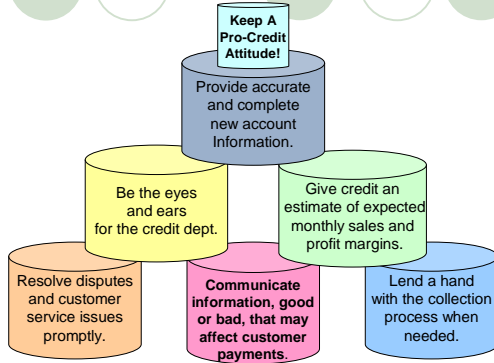 Keep A
Pro-Credit
Attitude!
Provide accurate
and complete
new account
Information.
Be the eyes
and ears
for the credit dept.
Give credit an
estimate of expected
monthly sales and
profit margins.
Resolve disputes
and customer
service issues
promptly.
Communicate
information, good
or bad, that may
affect customer
payments.
Lend a hand
with the collection
process when
needed.